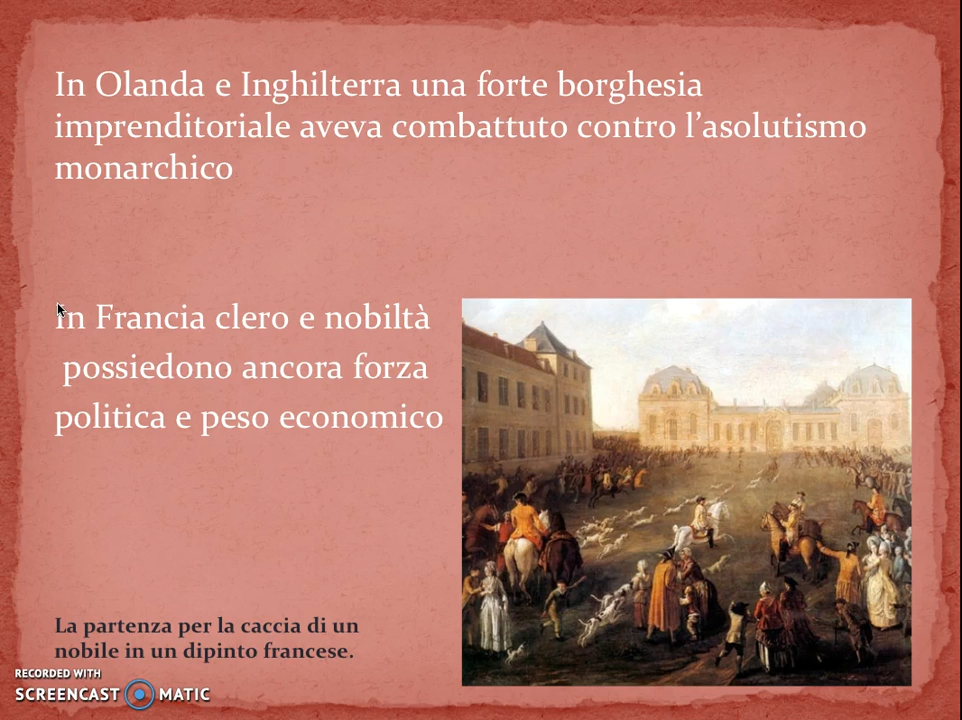 In Olanda e Inghilterra una forte borghesia
imprenditoriale aveva combattuto contro l’asolutismo
monarchico
In Francia clero e nobiltà
possiedono ancora forza
politica e peso economico
La partenza per la caccia di un
nobile in un dipinto francese.
RECORDED WITH
SCREENCAST MATIC